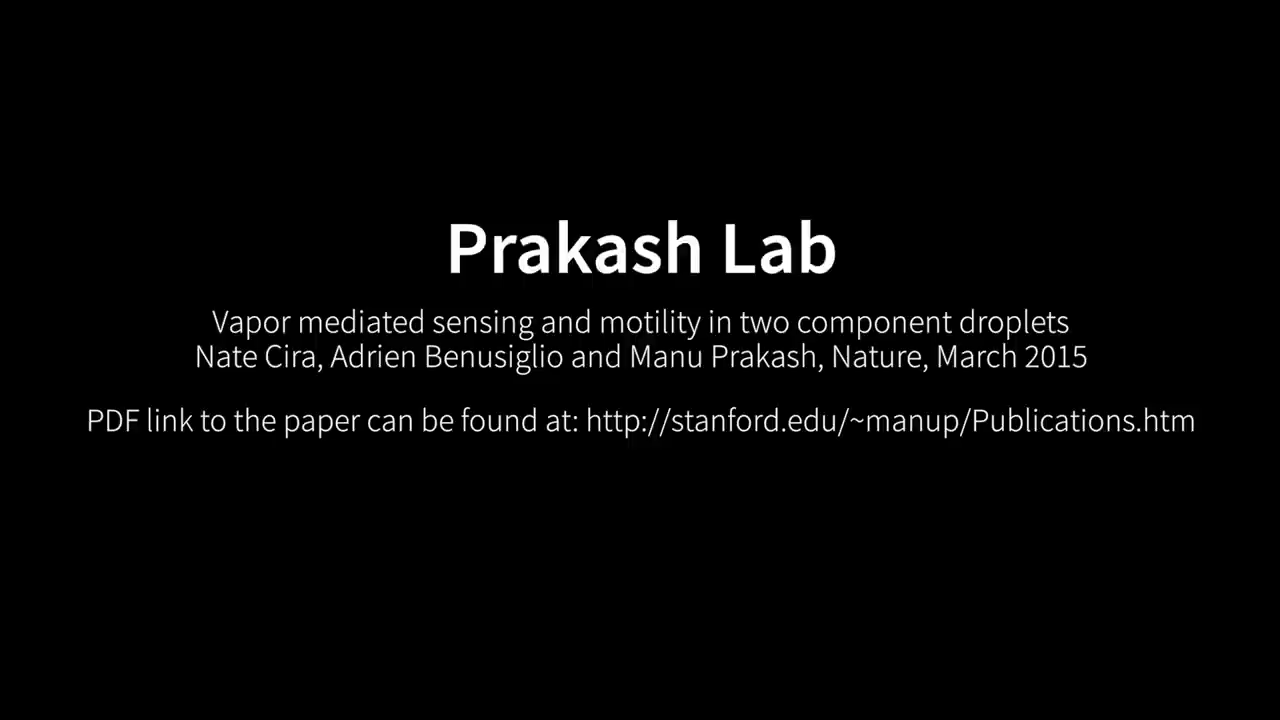 Prakash Lab
Vapor mediated sensing and motility in two component droplets
Nate Cira, Adrien Benusiglio and Manu Prakash, Nature, March 2015
PDF link to the paper can be found at: http://stanford.edu/~manup/Publications.htm